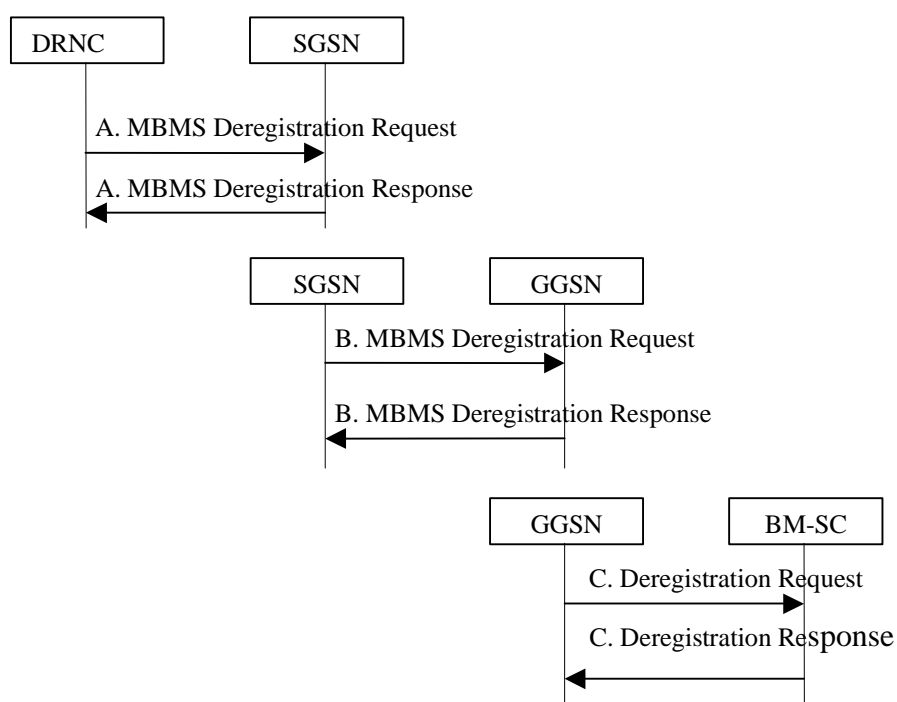 DRNC
SGSN
A. MBMS Deregistration Request
A. MBMS Deregistration Response
SGSN
GGSN
B. MBMS Deregistration Request
B. MBMS Deregistration Response
GGSN
BM-SC
C. Deregistration Request
C. Deregistration Response